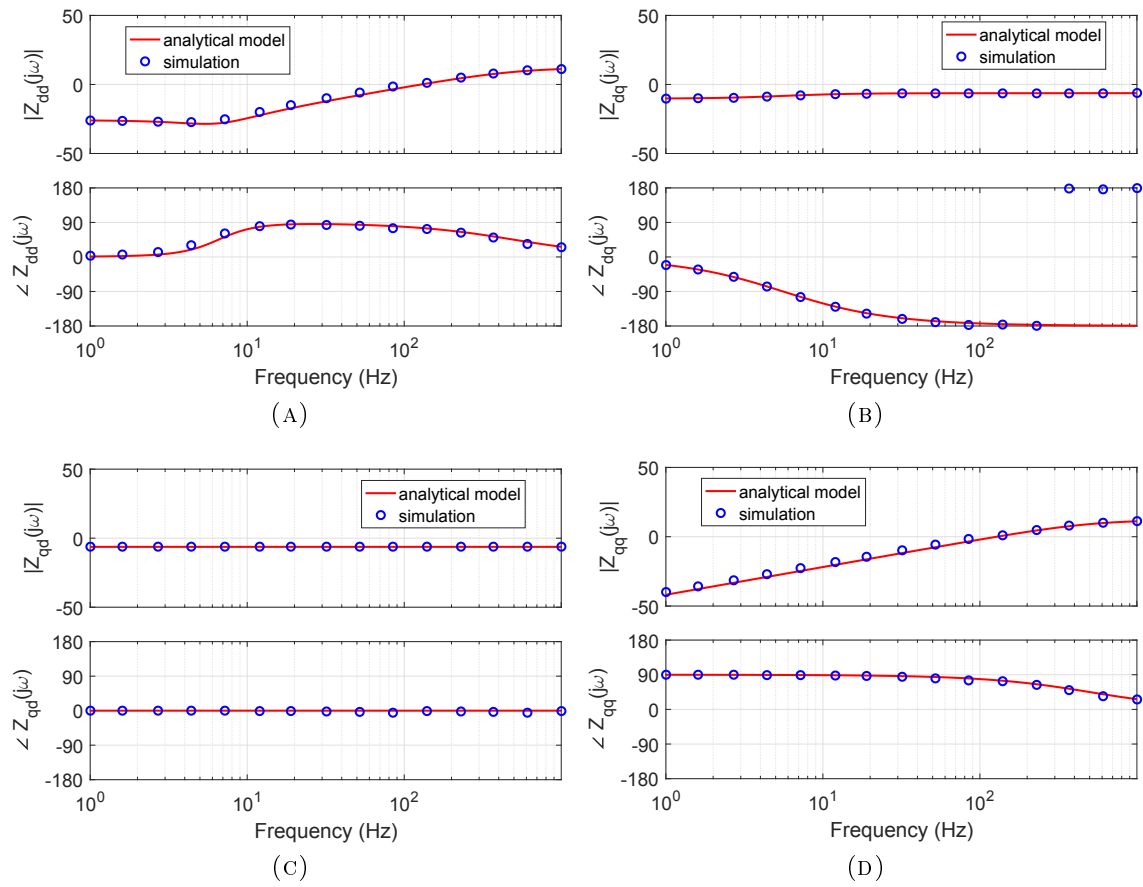 50
0
-50
|Z_dd(jω)|
analytical model
simulation
180
90
0
-90
-180
∠ Z_dd(jω)
10^0 10^1 10^2
Frequency (Hz)
(A)
50
0
-50
|Z_dq(jω)|
analytical model
simulation
180
90
0
-90
-180
∠ Z_dq(jω)
10^0 10^1 10^2
Frequency (Hz)
(B)
50
0
-50
|Z_qd(jω)|
analytical model
simulation
180
90
0
-90
-180
∠ Z_qd(jω)
10^0 10^1 10^2
Frequency (Hz)
(C)
50
0
-50
|Z_qq(jω)|
analytical model
simulation
180
90
0
-90
-180
∠ Z_qq(jω)
10^0 10^1 10^2
Frequency (Hz)
(D)